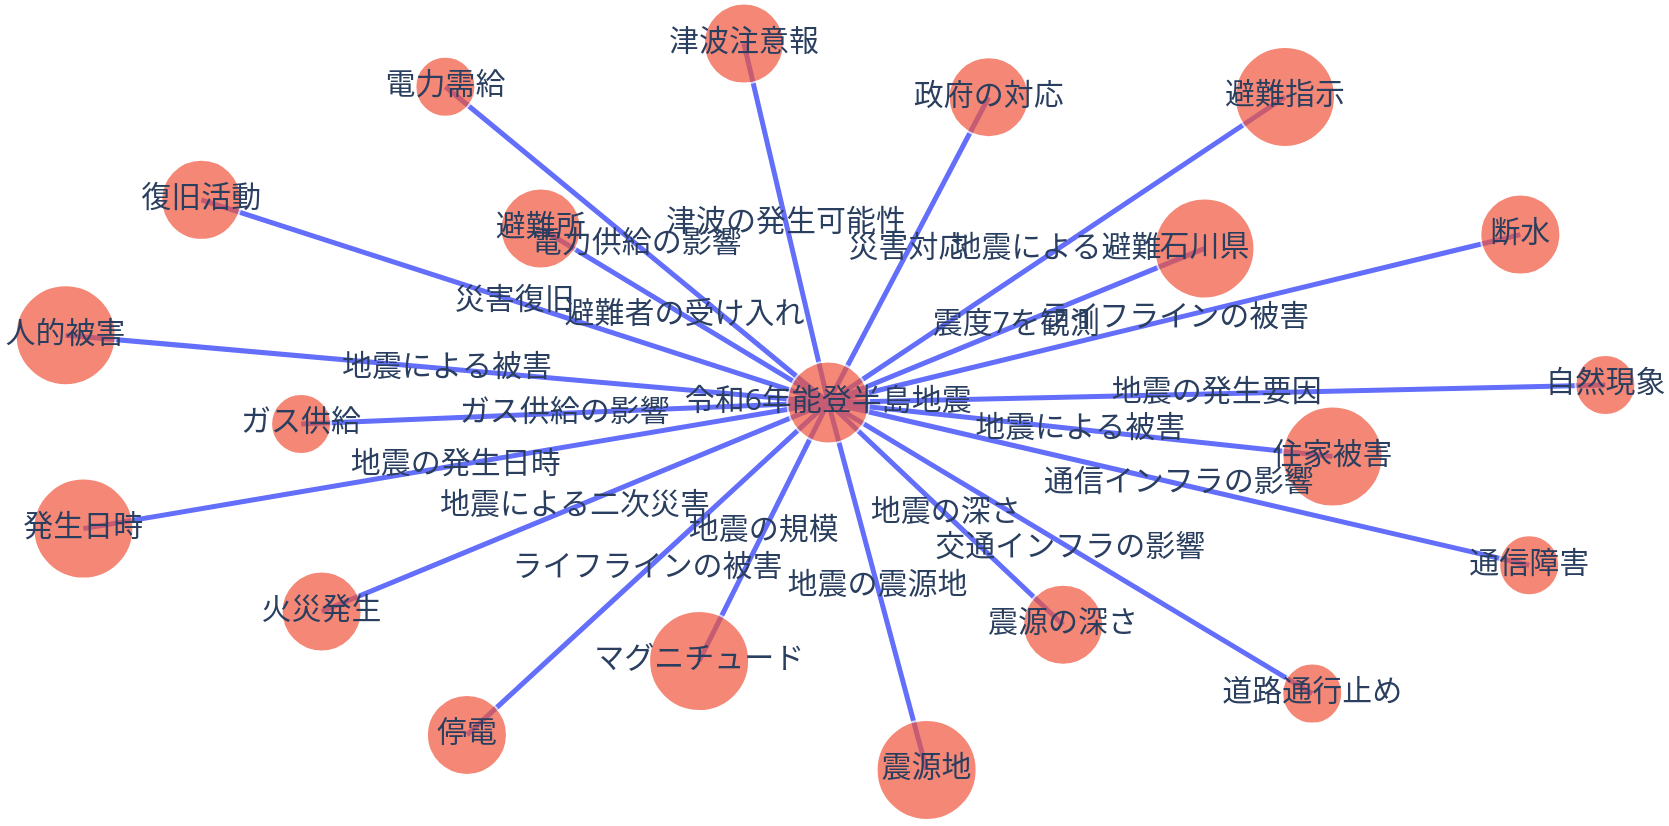 津波注意報
電力需給
政府の対応
避難指示
復旧活動
避難所
津波の発生可能性
電力供給の影響
災害対応
地震による避難
石川県
断水
災害復旧
避難者の受け入れ
震度7を観測
ライフラインの被害
人的被害
地震による被害
令和6年能登半島地震
地震の発生要因
自然現象
ガス供給
ガス供給の影響
地震による被害
住家被害
地震の発生日時
通信インフラの影響
発生日時
地震による二次災害
地震の規模
地震の深さ
交通インフラの影響
ライフラインの被害
地震の震源地
通信障害
火災発生
震源の深さ
マグニチュード
道路通行止め
停電
震源地